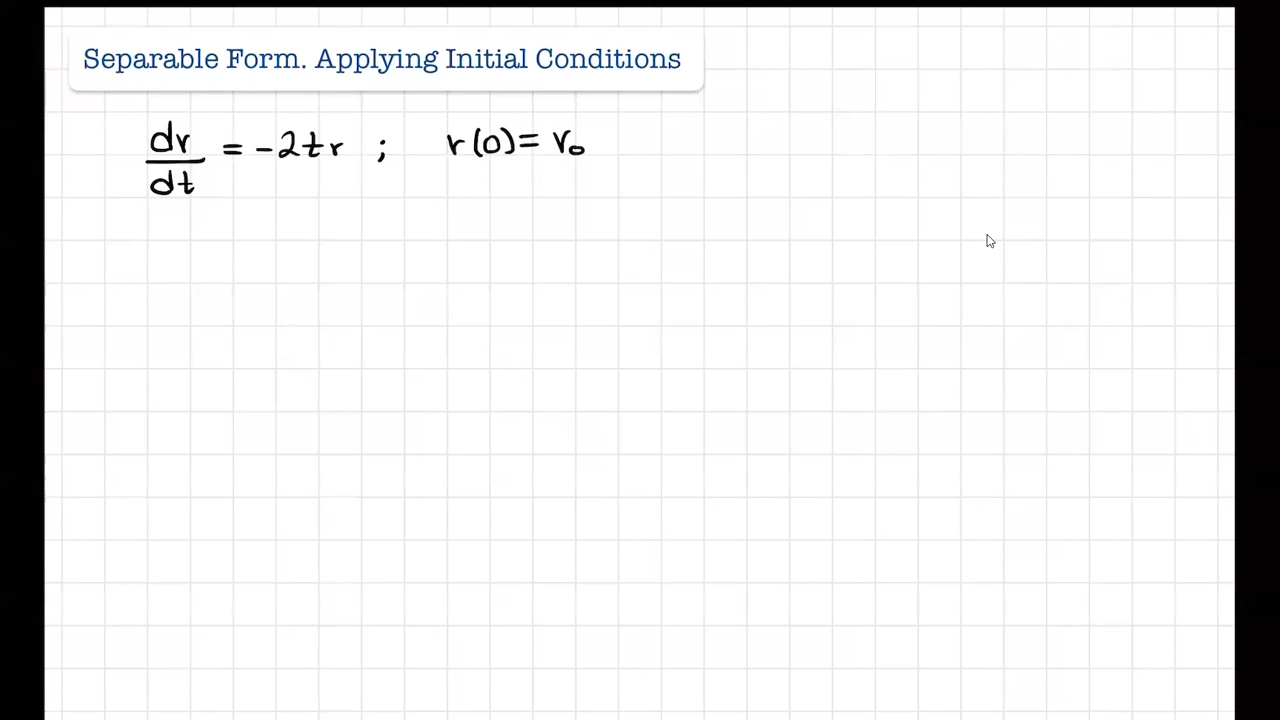 Separable Form. Applying Initial Conditions
dr/dt = -2tr ; r(0) = r₀